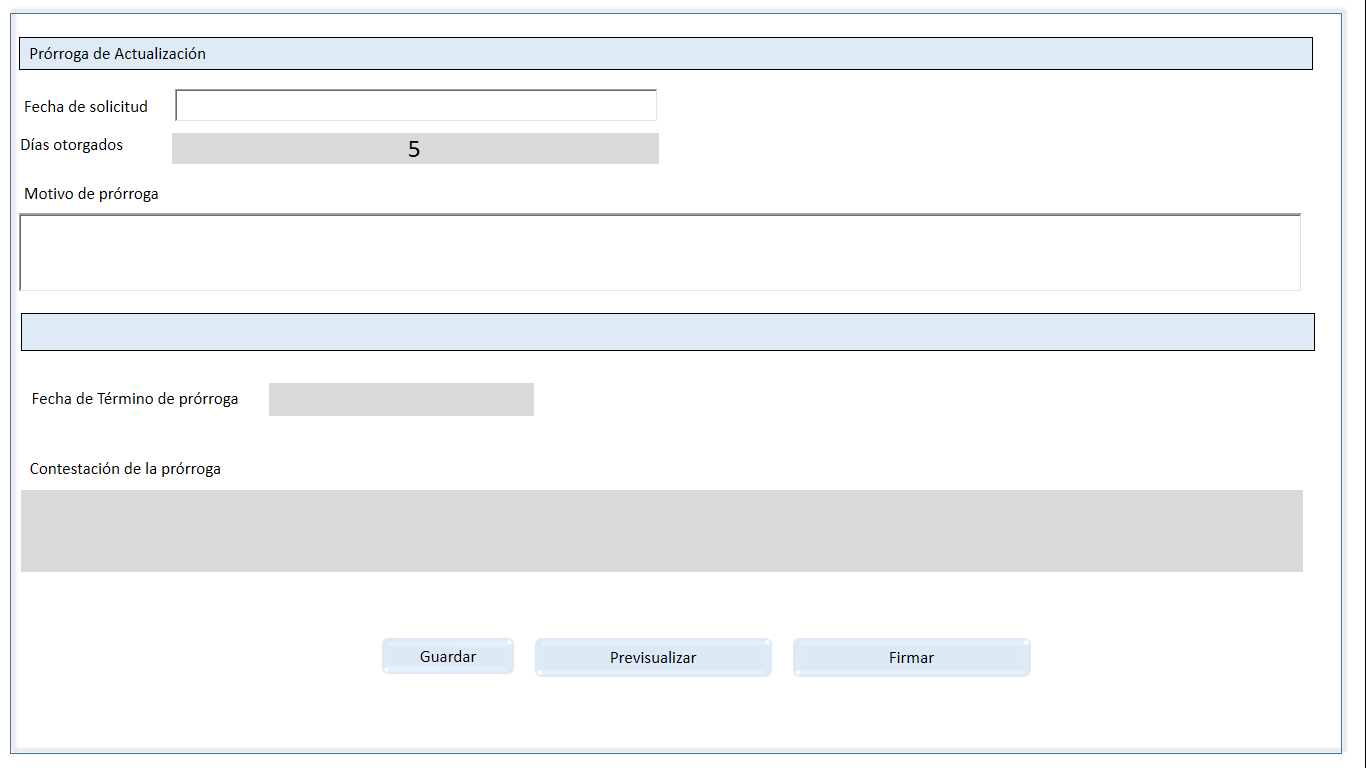 Prórroga de Actualización
Fecha de solicitud
Días otorgados 5
Motivo de prórroga
Fecha de Término de prórroga
Contestación de la prórroga
Guardar Previsualizar Firmar